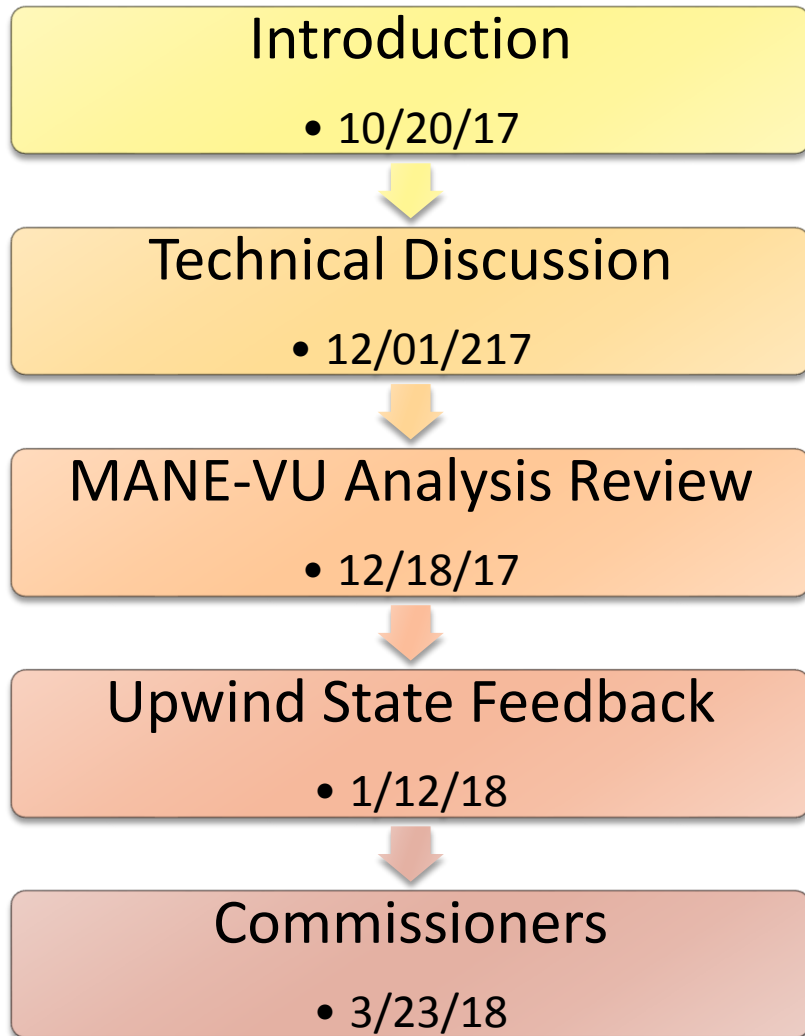 Introduction
• 10/20/17
Technical Discussion
• 12/01/217
MANE-VU Analysis Review
• 12/18/17
Upwind State Feedback
• 1/12/18
Commissioners
• 3/23/18